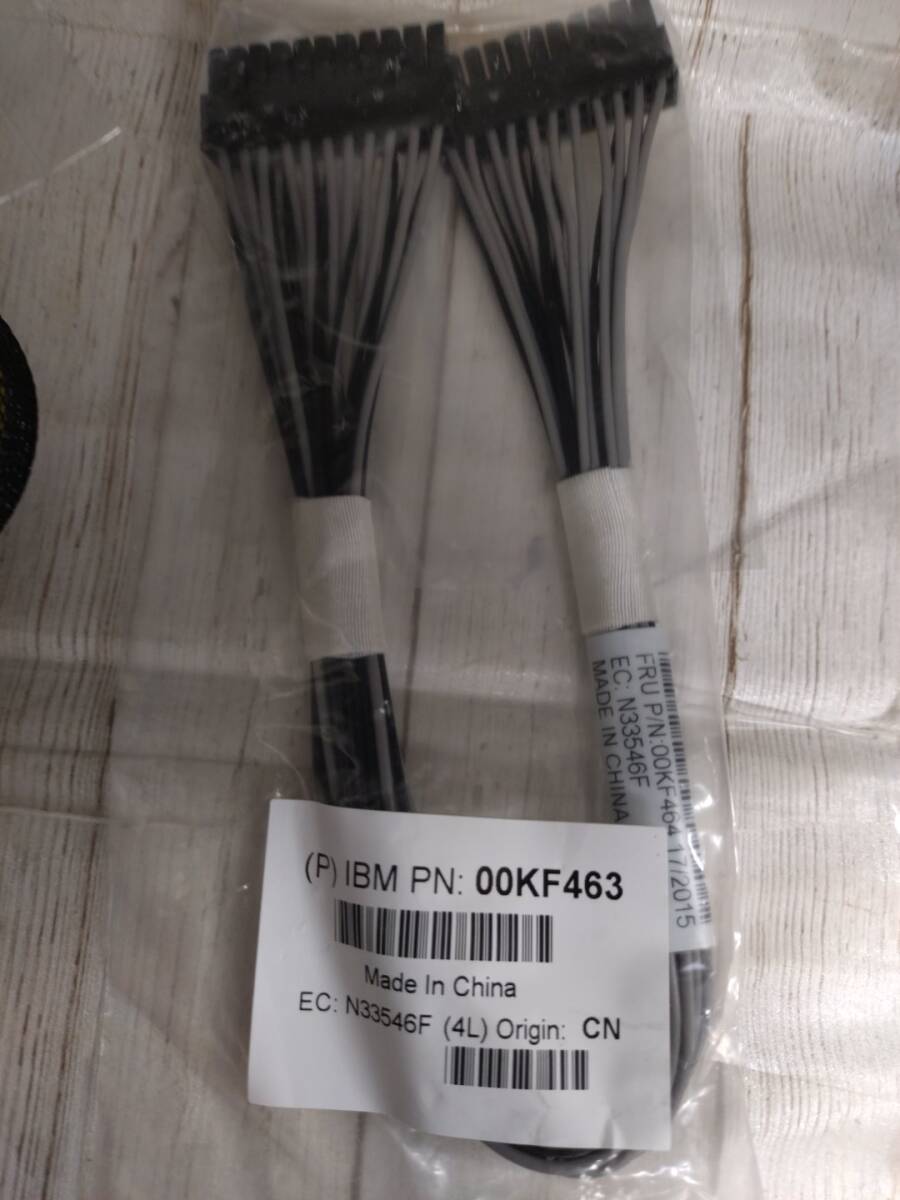 FRU P/N:00KF464 17/2015
EC: N33546F
MADE IN CHINA
(P) IBM PN: 00KF463
Made In China
EC: N33546F (4L) Origin: CN